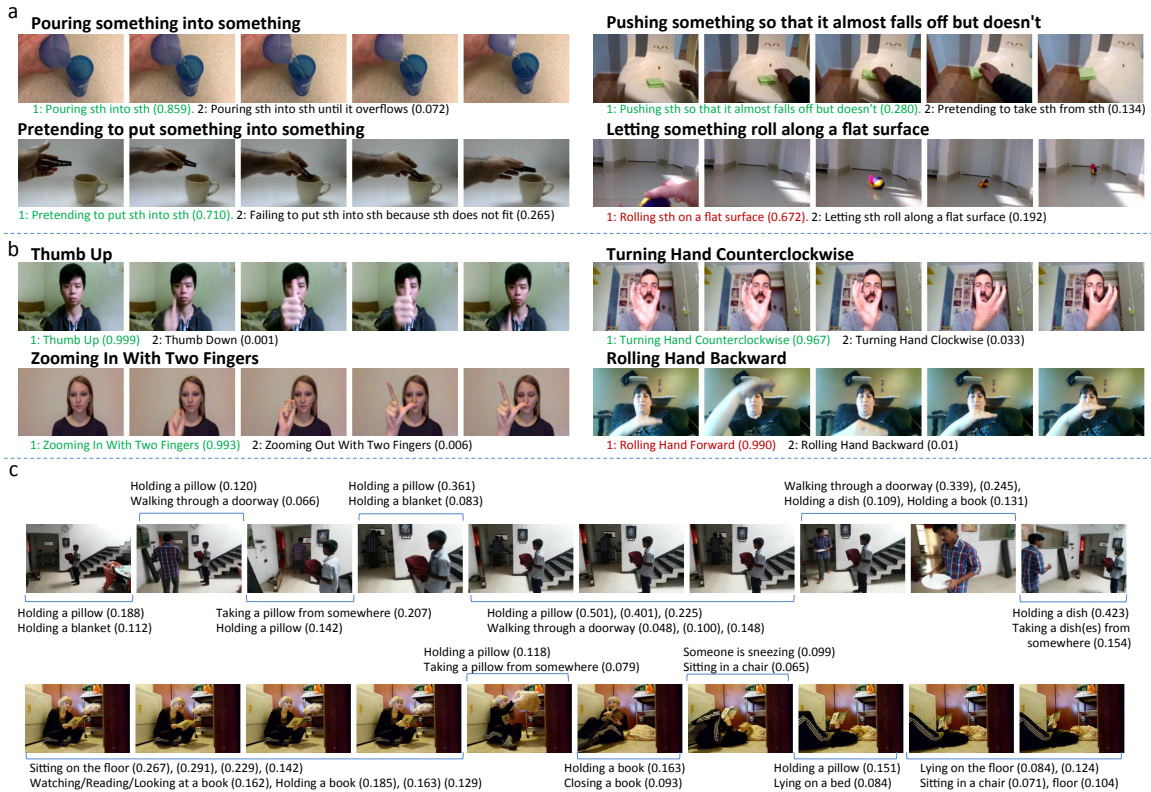 a
Pouring something into something
1: Pouring sth into sth (0.859). 2: Pouring sth into sth until it overflows (0.072)
Pushing something so that it almost falls off but doesn't
1: Pushing sth so that it almost falls off but doesn't (0.280). 2: Pretending to take sth from sth (0.134)
Pretending to put something into something
1: Pretending to put sth into sth (0.710). 2: Failing to put sth into sth because sth does not fit (0.265)
Letting something roll along a flat surface
1: Rolling sth on a flat surface (0.672). 2: Letting sth roll along a flat surface (0.192)
b
Thumb Up
1: Thumb Up (0.999) 2: Thumb Down (0.001)
Turning Hand Counterclockwise
1: Turning Hand Counterclockwise (0.967) 2: Turning Hand Clockwise (0.033)
Zooming In With Two Fingers
1: Zooming In With Two Fingers (0.993) 2: Zooming Out With Two Fingers (0.006)
Rolling Hand Backward
1: Rolling Hand Forward (0.990) 2: Rolling Hand Backward (0.01)
c
Holding a pillow (0.120)
Walking through a doorway (0.066)
Holding a pillow (0.361)
Holding a blanket (0.083)
Walking through a doorway (0.339), (0.245),
Holding a dish (0.109), Holding a book (0.131)
Holding a pillow (0.188)
Holding a blanket (0.112)
Taking a pillow from somewhere (0.207)
Holding a pillow (0.142)
Holding a pillow (0.501), (0.401), (0.225)
Walking through a doorway (0.048), (0.100), (0.148)
Holding a dish (0.423)
Taking a dish(es) from
somewhere (0.154)
Holding a pillow (0.118)
Taking a pillow from somewhere (0.079)
Someone is sneezing (0.099)
Sitting in a chair (0.065)
Sitting on the floor (0.267), (0.291), (0.229), (0.142)
Watching/Reading/Looking at a book (0.162), Holding a book (0.185), (0.163) (0.129)
Holding a book (0.163)
Closing a book (0.093)
Holding a pillow (0.151)
Lying on a bed (0.084)
Lying on the floor (0.084), (0.124)
Sitting in a chair (0.071), floor (0.104)